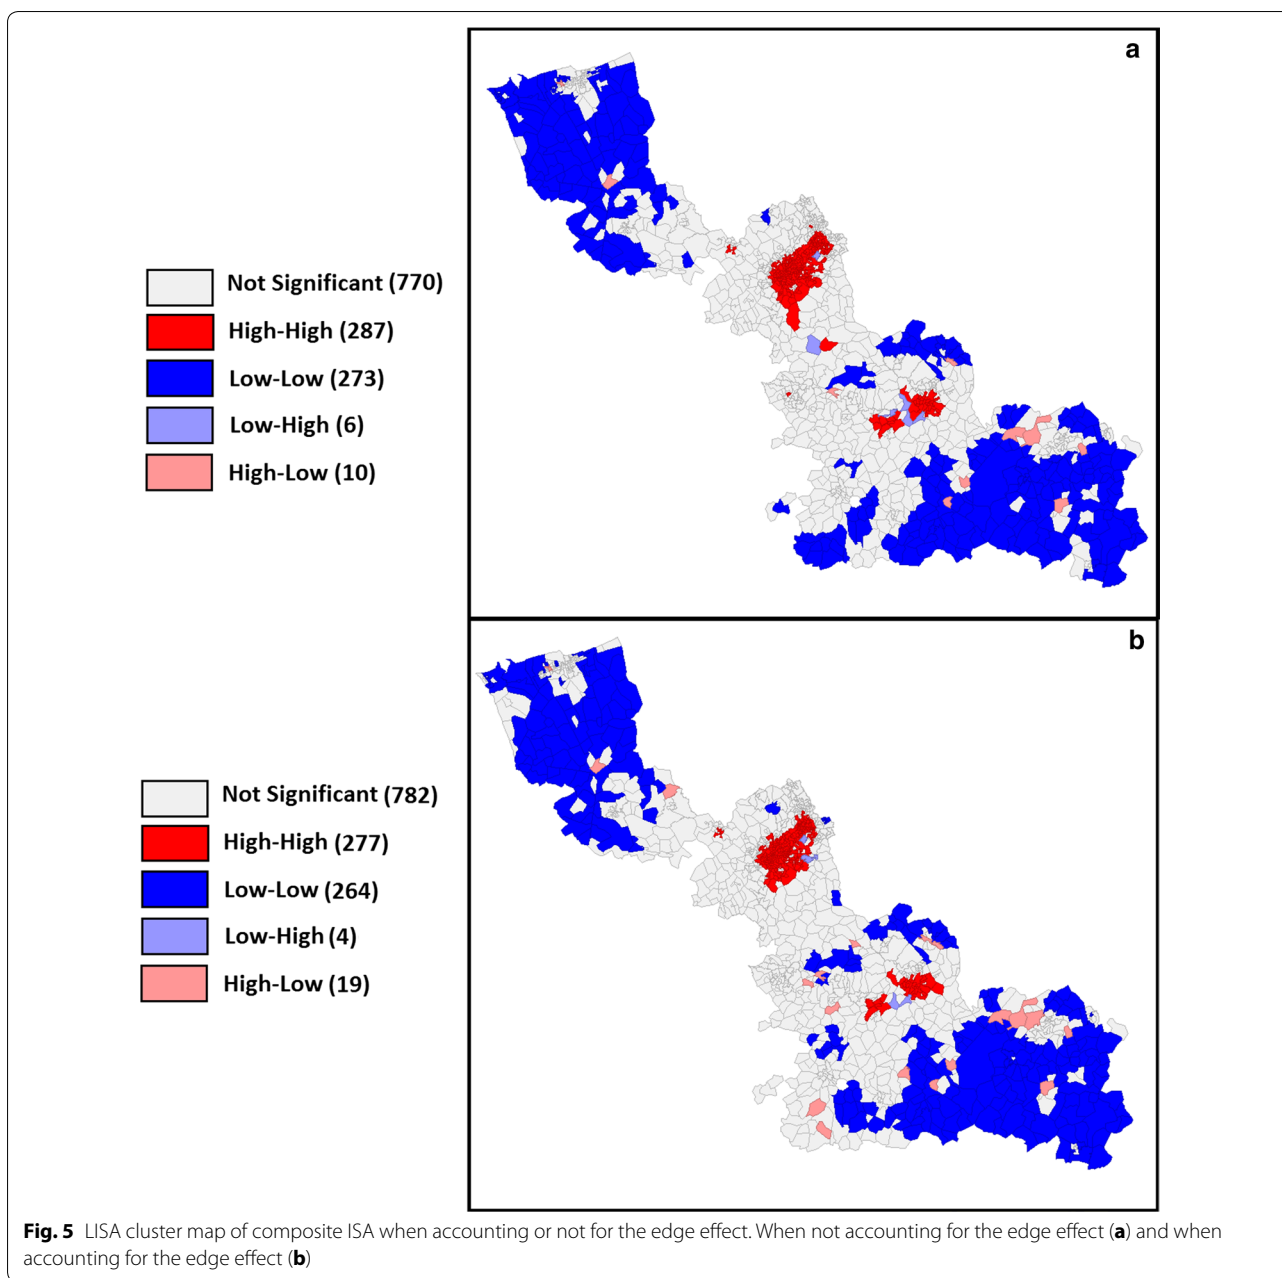 a
Not Significant (770)
High-High (287)
Low-Low (273)
Low-High (6)
High-Low (10)
b
Not Significant (782)
High-High (277)
Low-Low (264)
Low-High (4)
High-Low (19)
Fig. 5 LISA cluster map of composite ISA when accounting or not for the edge effect. When not accounting for the edge effect (a) and when
accounting for the edge effect (b)